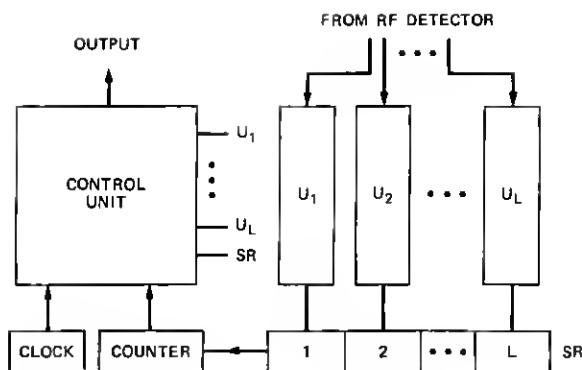 FROM RF DETECTOR
OUTPUT
CONTROL
UNIT
U1
UL
SR
U1
U2
UL
CLOCK
COUNTER
1
2
L
SR